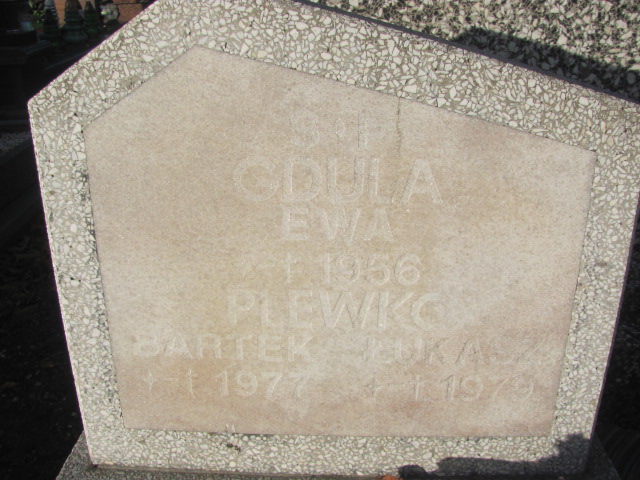 Ś P
GDULA
EWA
*-† 1956
PLEWKO
BARTEK ŁUKASZ
*-† 1977 *-† 1979